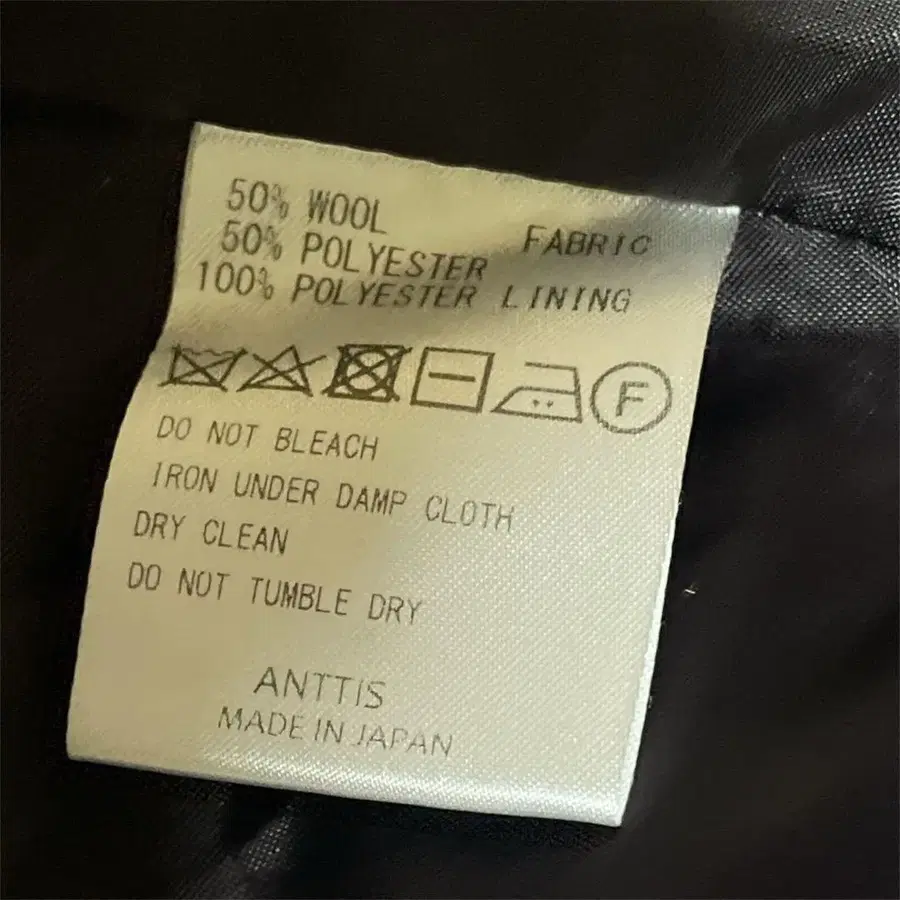 50% WOOL
50% POLYESTER FABRIC
100% POLYESTER LINING
F
DO NOT BLEACH
IRON UNDER DAMP CLOTH
DRY CLEAN
DO NOT TUMBLE DRY
ANTTIS
MADE IN JAPAN